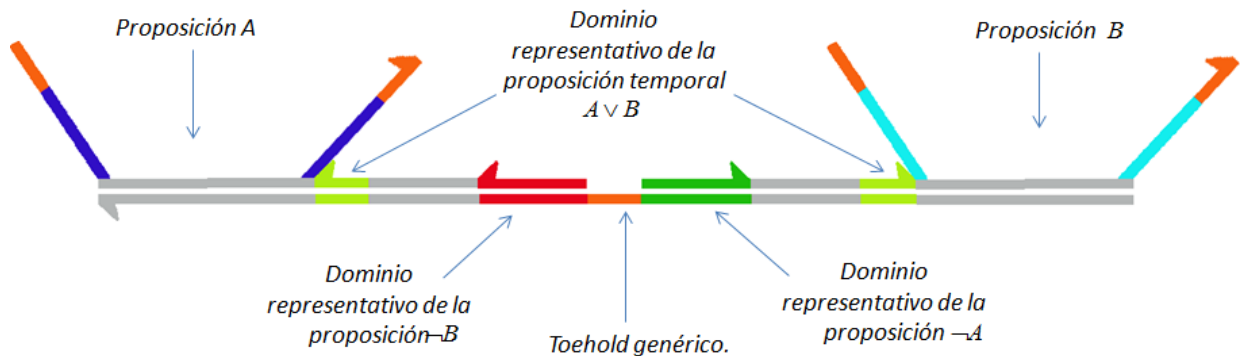 Proposición A
Dominio
representativo de la
proposición temporal
A ∨ B
Proposición B
Dominio
representativo de la
proposición¬B
Toehold genérico.
Dominio
representativo de la
proposición ¬A